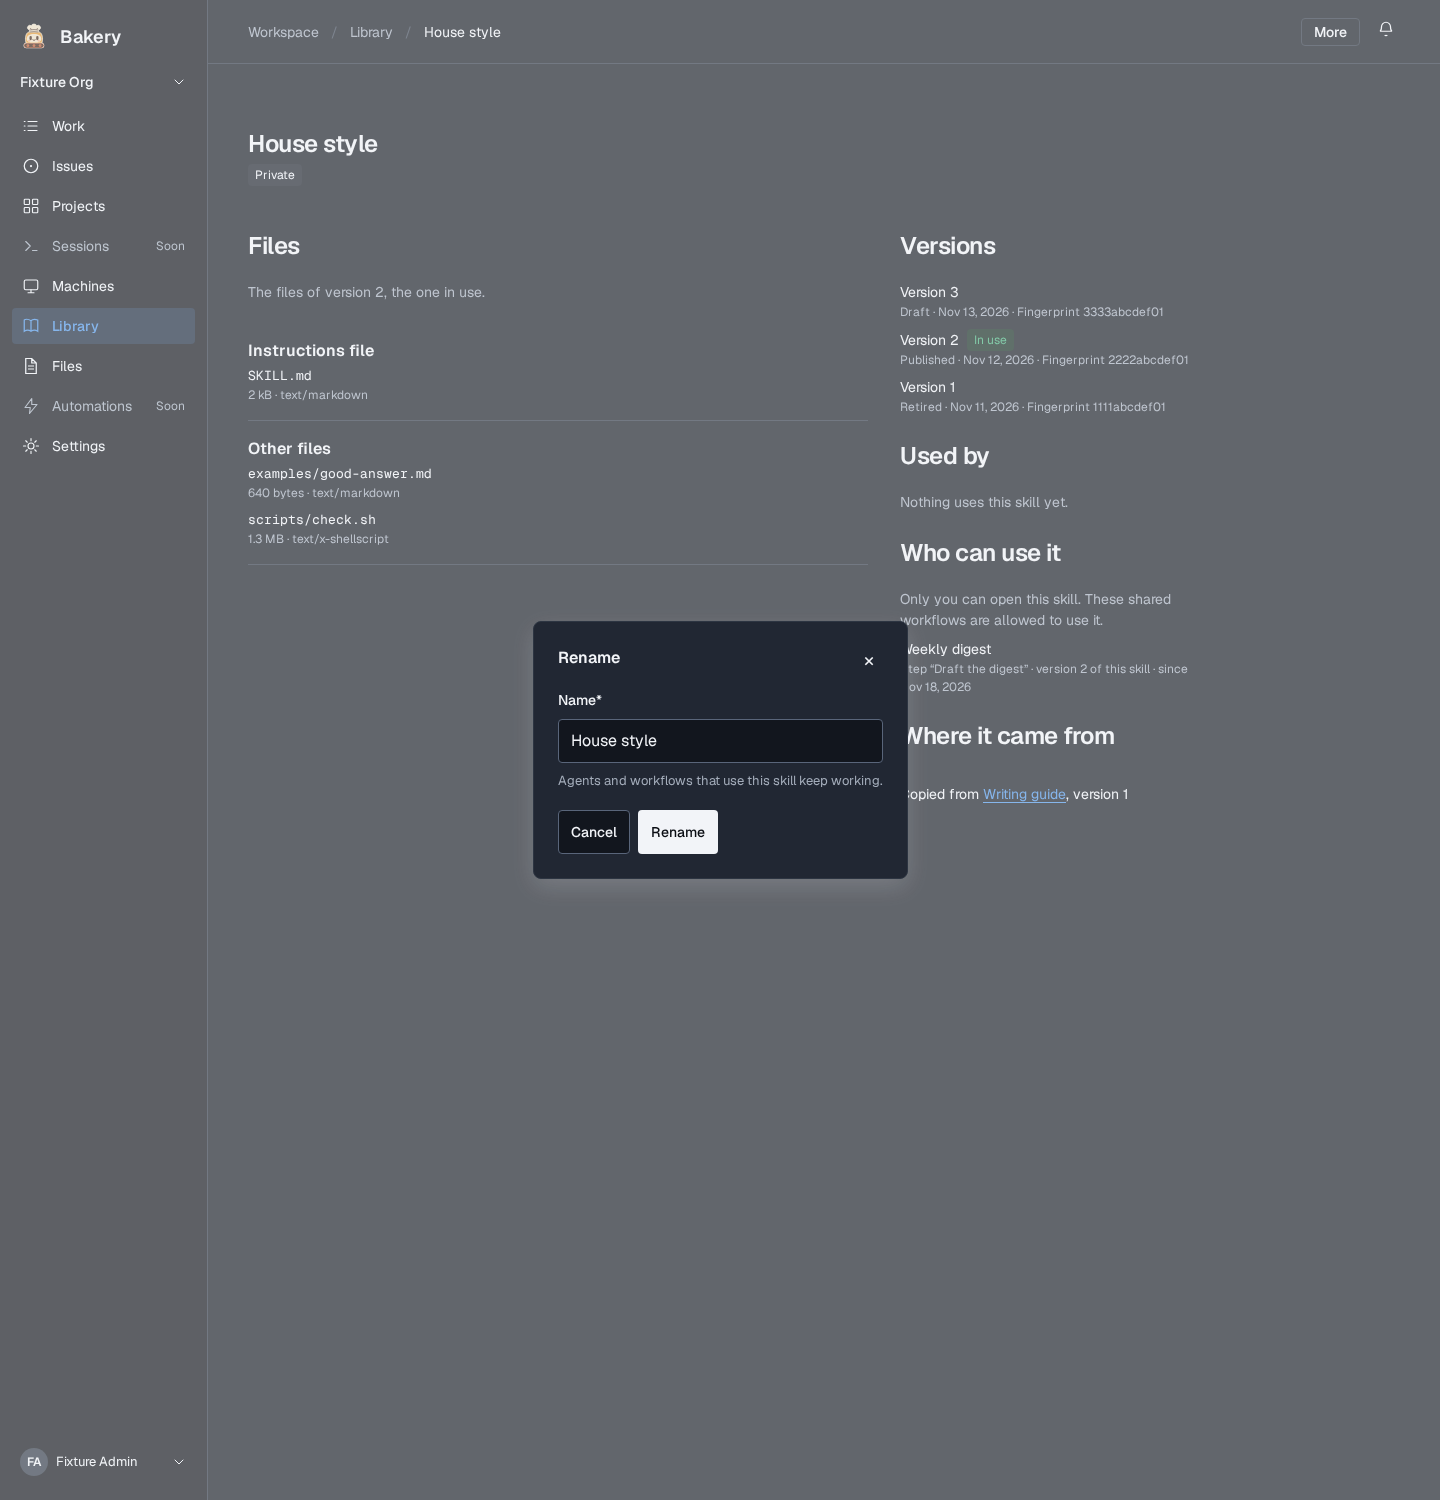 Bakery
Fixture Org
Work
Issues
Projects
Sessions Soon
Machines
Library
Files
Automations Soon
Settings
FA Fixture Admin
Workspace / Library / House style
More
House style
Private
Files
The files of version 2, the one in use.
Instructions file
SKILL.md
2 kB · text/markdown
Other files
examples/good-answer.md
640 bytes · text/markdown
scripts/check.sh
1.3 MB · text/x-shellscript
Versions
Version 3
Draft · Nov 13, 2026 · Fingerprint 3333abcdef01
Version 2 In use
Published · Nov 12, 2026 · Fingerprint 2222abcdef01
Version 1
Retired · Nov 11, 2026 · Fingerprint 1111abcdef01
Used by
Nothing uses this skill yet.
Who can use it
Only you can open this skill. These shared
workflows are allowed to use it.
Weekly digest
tep “Draft the digest” · version 2 of this skill · since
ov 18, 2026
Where it came from
opied from Writing guide, version 1
Rename
×
Name*
House style
Agents and workflows that use this skill keep working.
Cancel
Rename